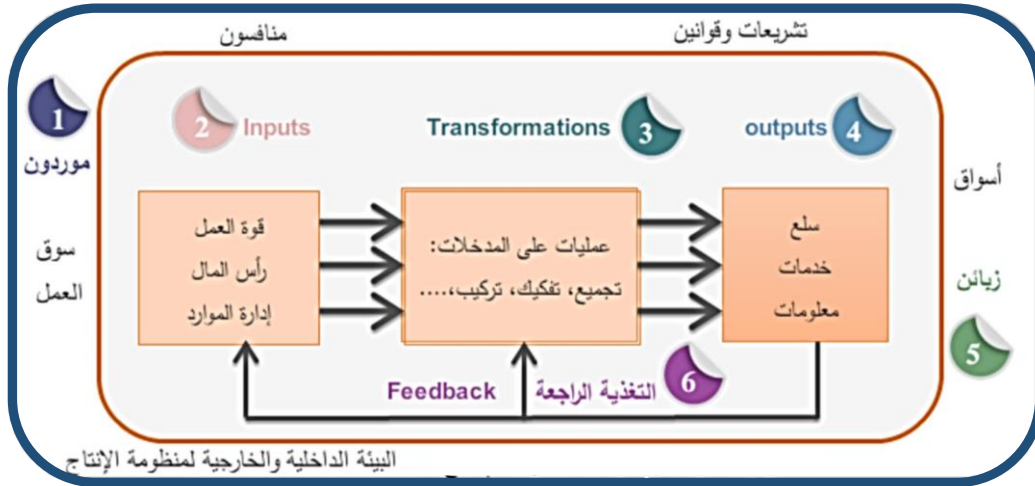 منافسون
تشريعات وقوانين
1
موردون
2 Inputs
Transformations 3
outputs 4
سوق
العمل
قوة العمل
رأس المال
إدارة الموارد
عمليات على المدخلات:
تجميع، تفكيك، تركيب،....
سلع
خدمات
معلومات
أسواق
زبائن
5
Feedback التغذية الراجعة 6
البيئة الداخلية والخارجية لمنظومة الإنتاج